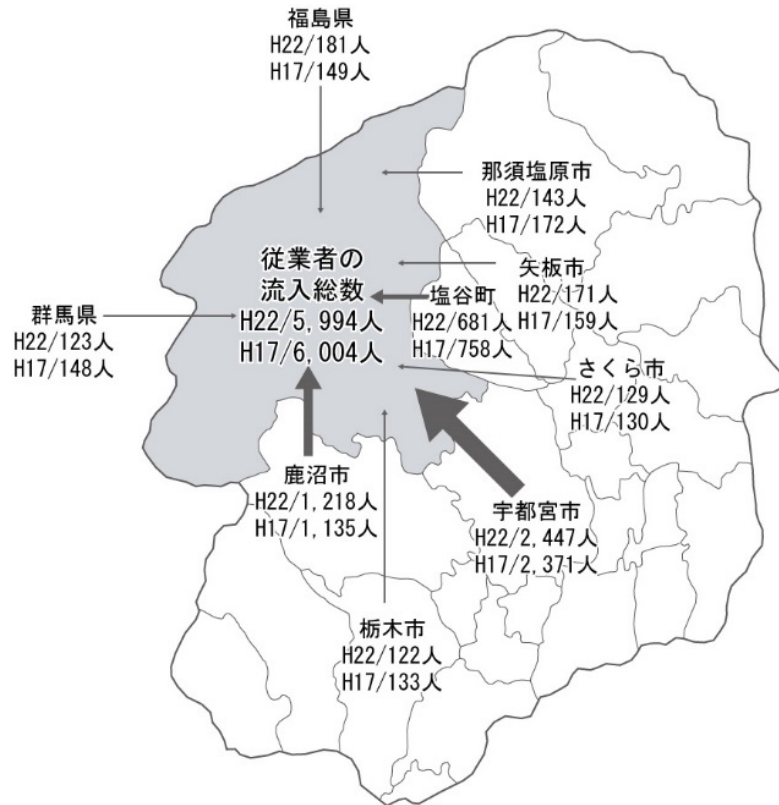 福島県
H22/181人
H17/149人
那須塩原市
H22/143人
H17/172人
従業者の
流入総数
H22/5,994人
H17/6,004人
矢板市
H22/171人
H17/159人
塩谷町
H22/681人
H17/758人
群馬県
H22/123人
H17/148人
さくら市
H22/129人
H17/130人
鹿沼市
H22/1,218人
H17/1,135人
宇都宮市
H22/2,447人
H17/2,371人
栃木市
H22/122人
H17/133人